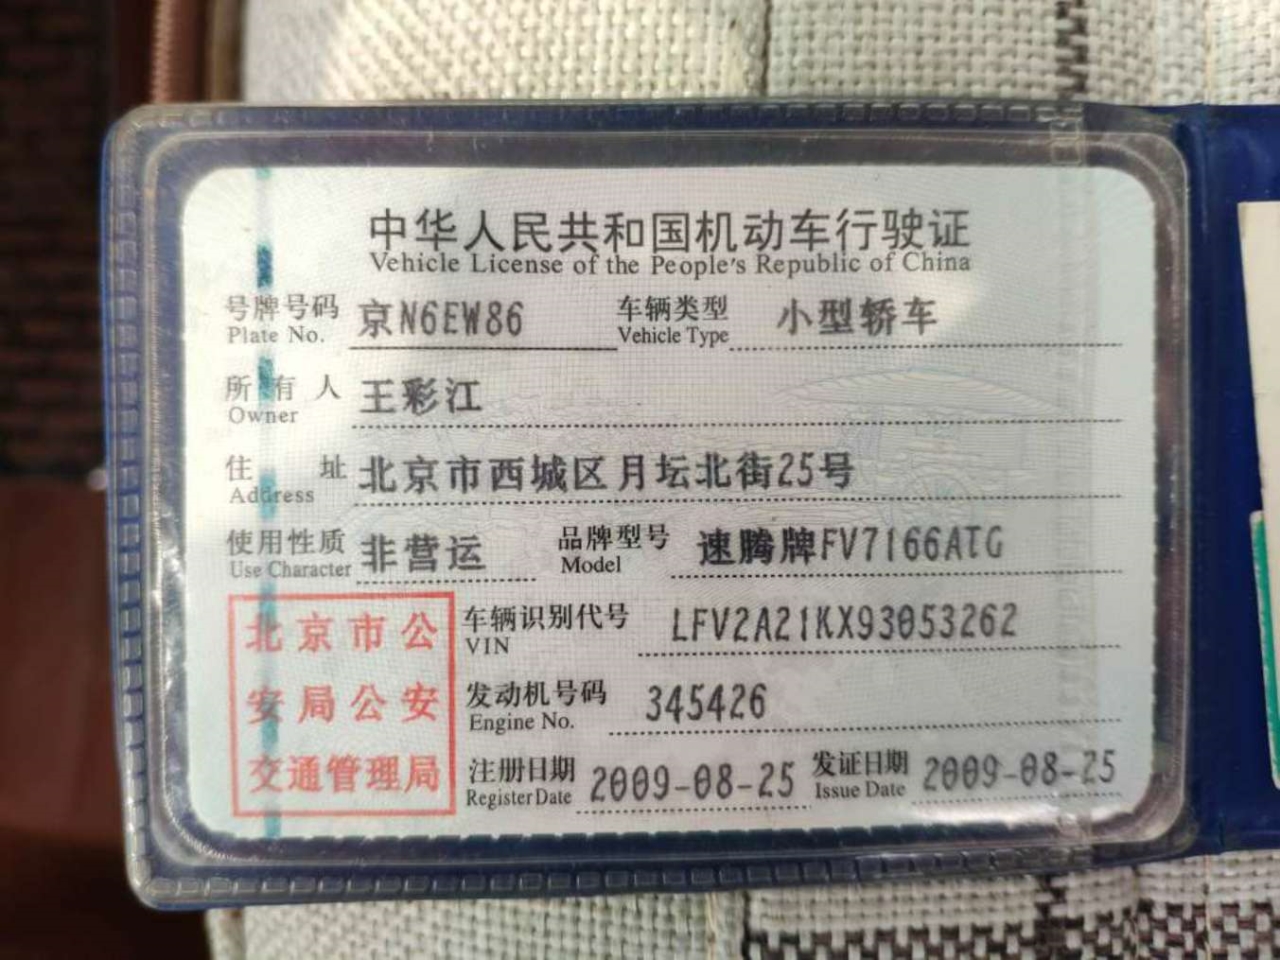 中华人民共和国机动车行驶证
Vehicle License of the People's Republic of China
号牌号码 京N6EW86 车辆类型 小型轿车
Plate No. Vehicle Type
所有人 王彩江
Owner
住址 北京市西城区月坛北街25号
Address
使用性质 非营运 品牌型号 速腾牌FV7166ATG
Use Character Model
北京市公 车辆识别代号 LFV2A21KX93053262
VIN
安局公安 发动机号码 345426
Engine No.
交通管理局 注册日期 2009-08-25 发证日期 2009-08-25
Register Date Issue Date